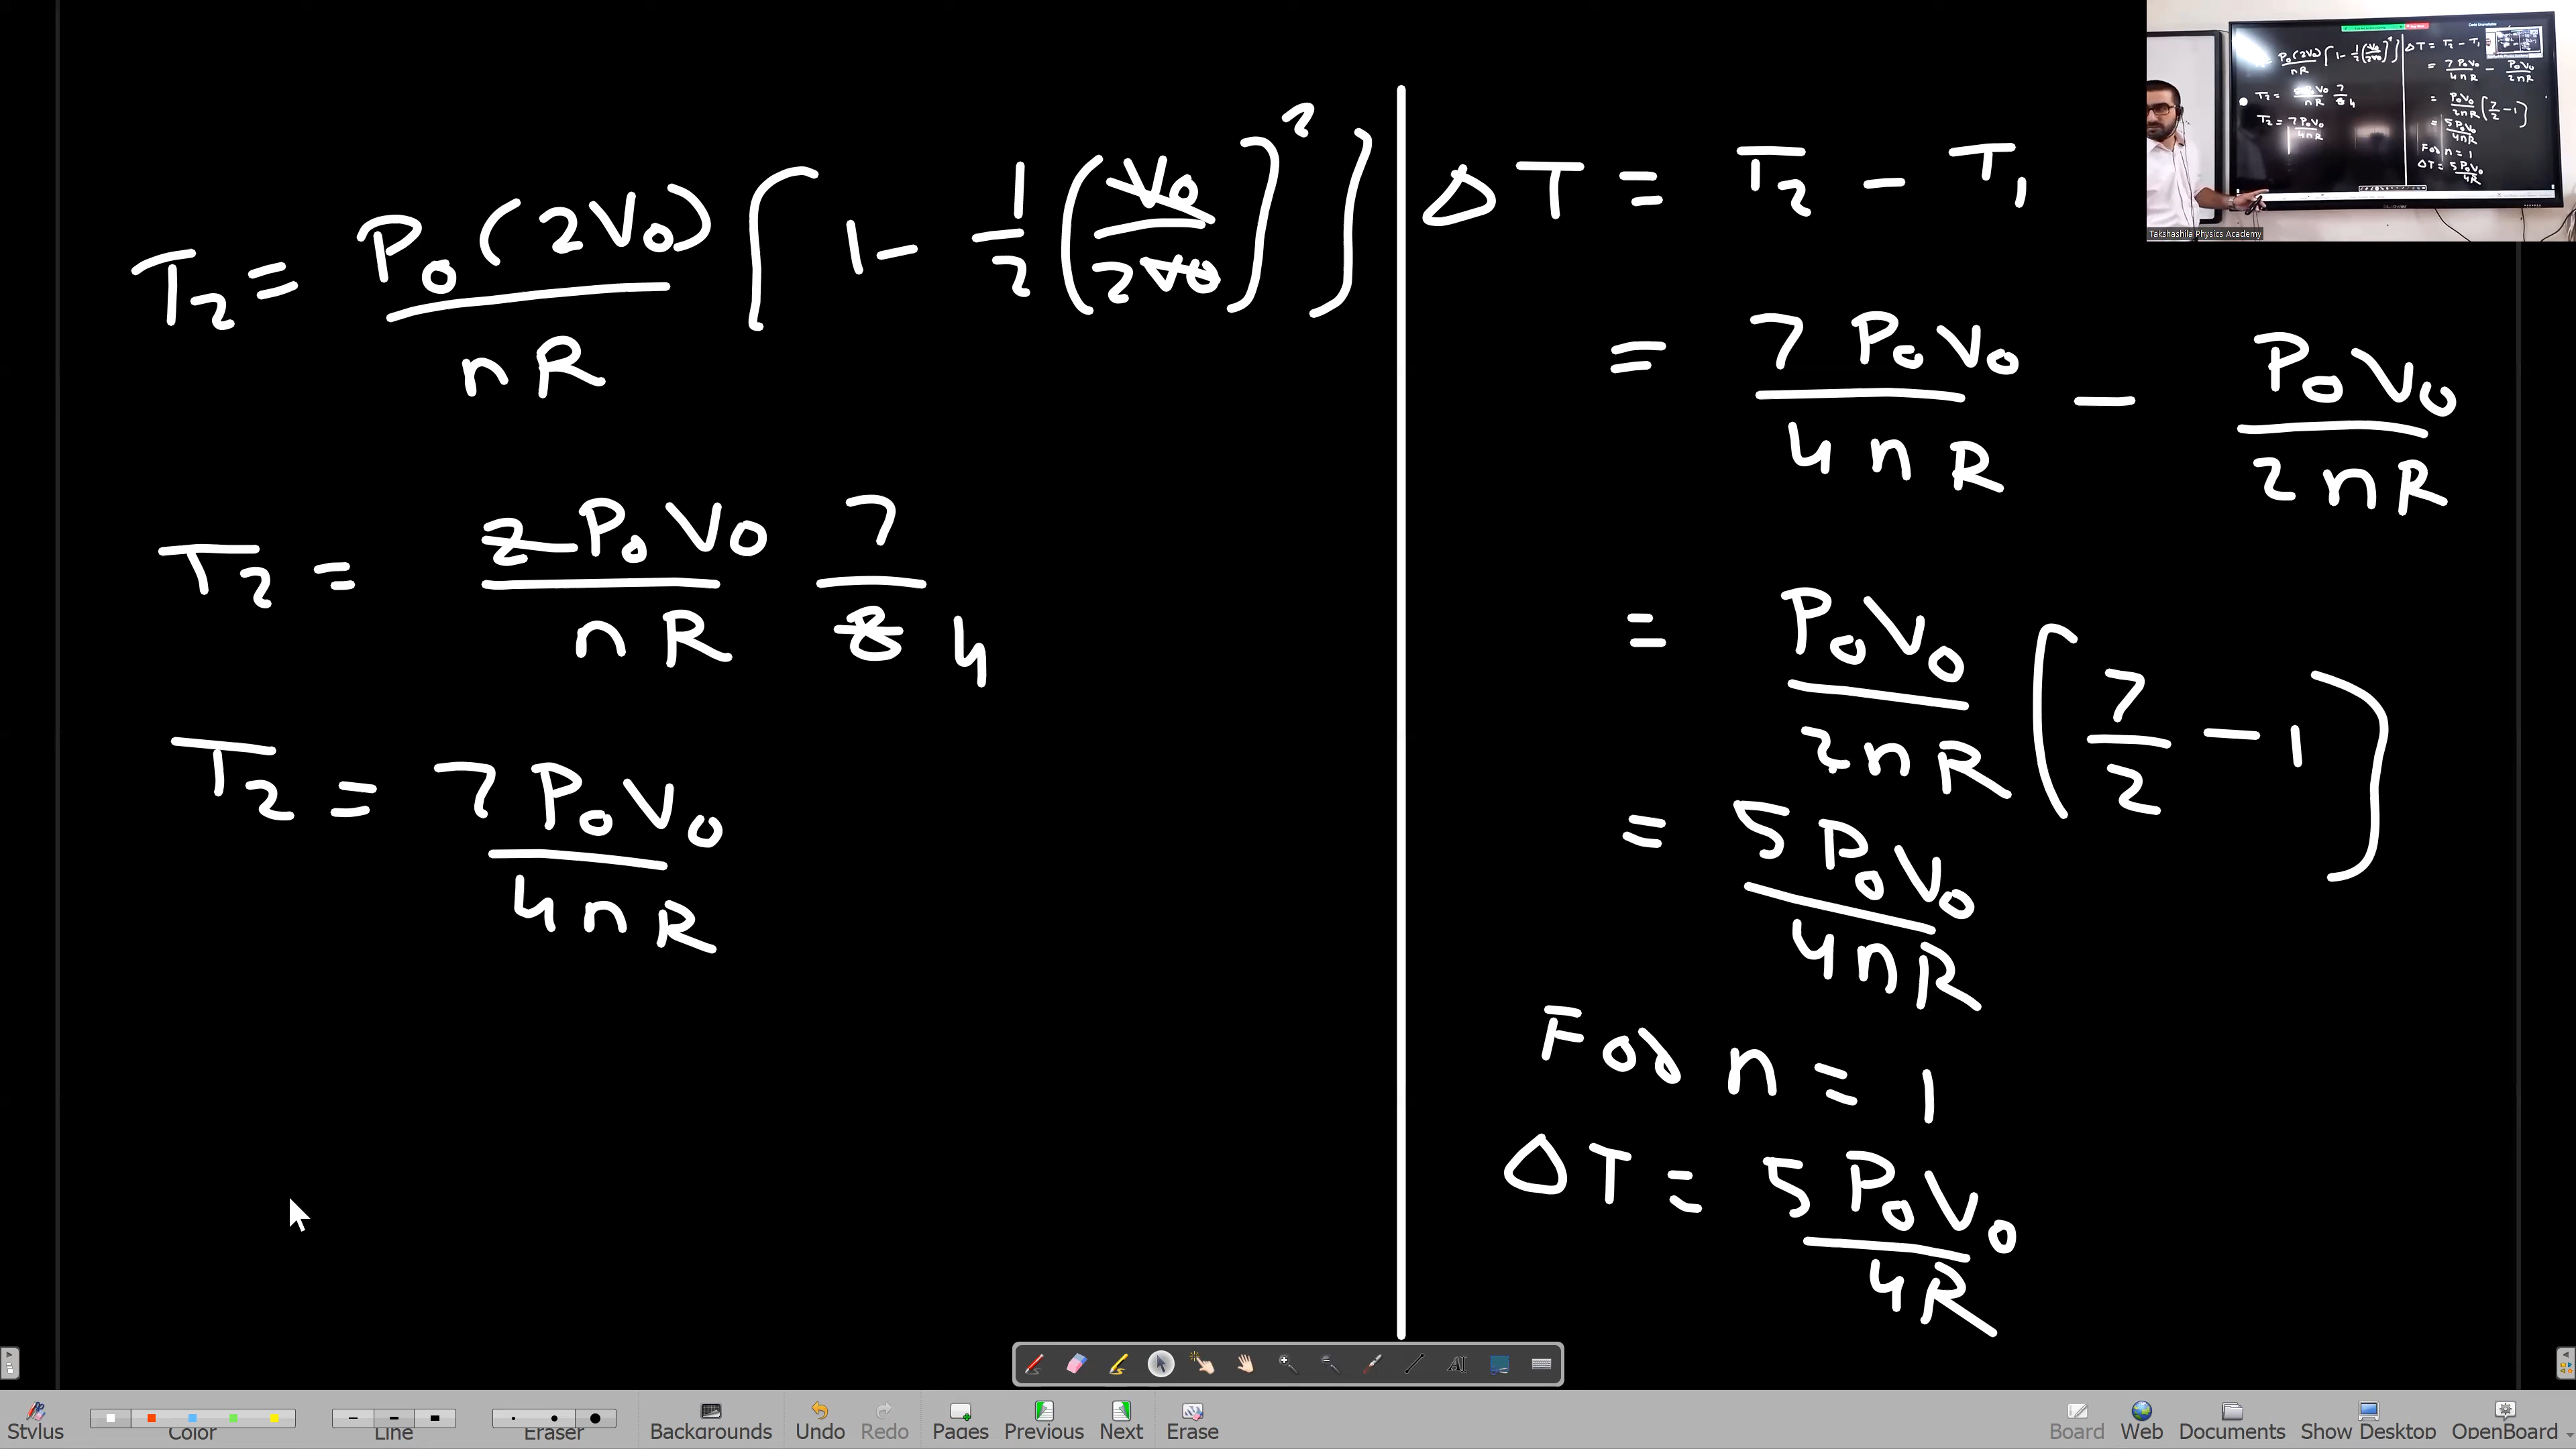 T₂ = P₀(2V₀)/nR [1 - 1/2 (V₀/2V₀)²]
T₂ = 2P₀V₀/nR 7/8 4
T₂ = 7P₀V₀/4nR
ΔT = T₂ - T₁
= 7P₀V₀/4nR - P₀V₀/2nR
= P₀V₀/2nR (7/2 - 1)
= 5P₀V₀/4nR
For n = 1
ΔT = 5P₀V₀/4R
Takshashila Physics Academy
Stylus Color Line Eraser Backgrounds Undo Redo Pages Previous Next Erase Board Web Documents Show Desktop OpenBoard